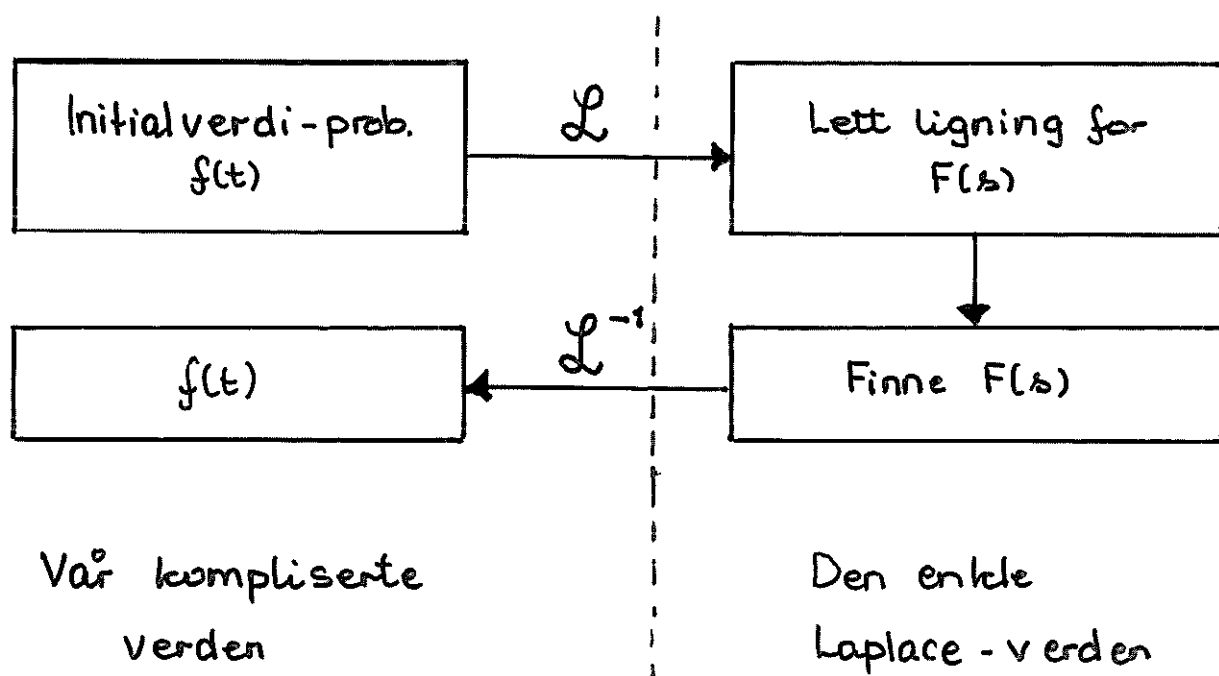 Initialverdi-prob.
f(t)
ℒ
Lett ligning for
F(s)
f(t)
ℒ⁻¹
Finne F(s)
Vår kompliserte
verden
Den enkle
Laplace-verden